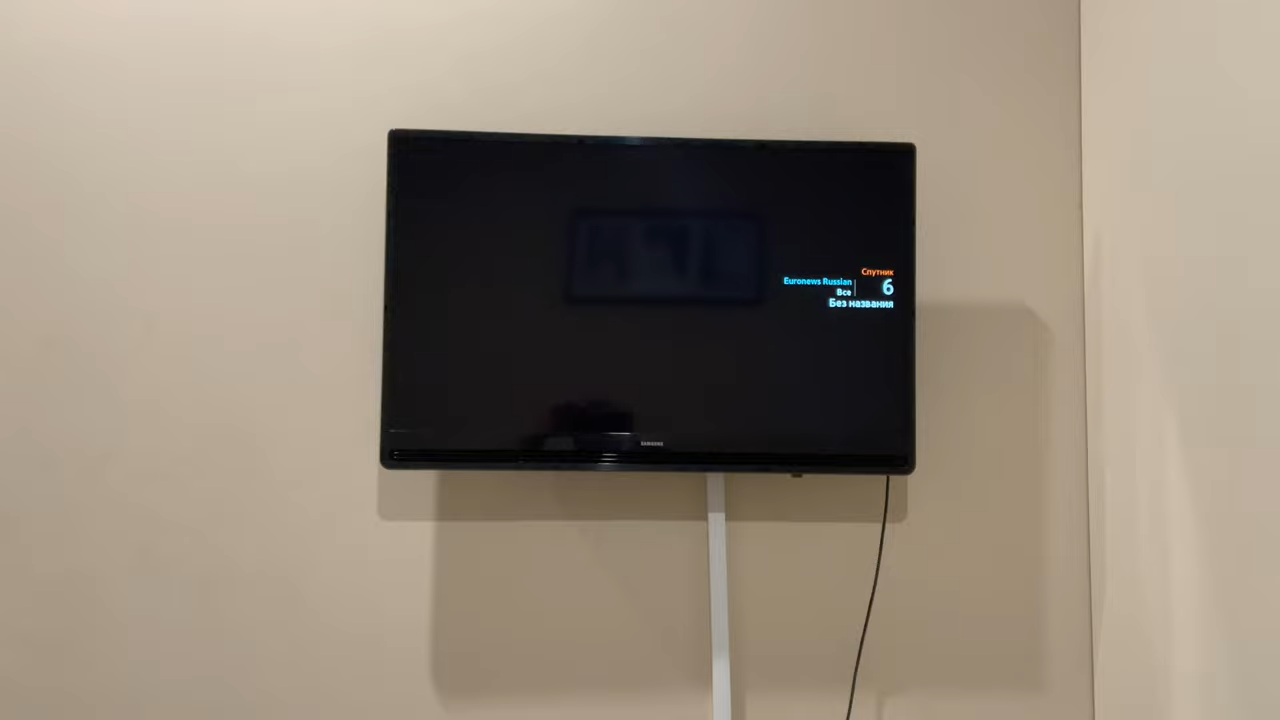 Спутник
Euronews Russian 6
Все
Без названия
SAMSUNG